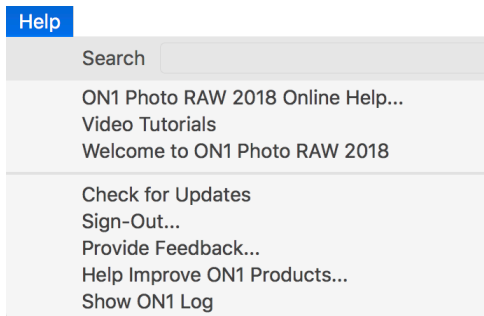 Help
Search
ON1 Photo RAW 2018 Online Help...
Video Tutorials
Welcome to ON1 Photo RAW 2018
Check for Updates
Sign-Out...
Provide Feedback...
Help Improve ON1 Products...
Show ON1 Log